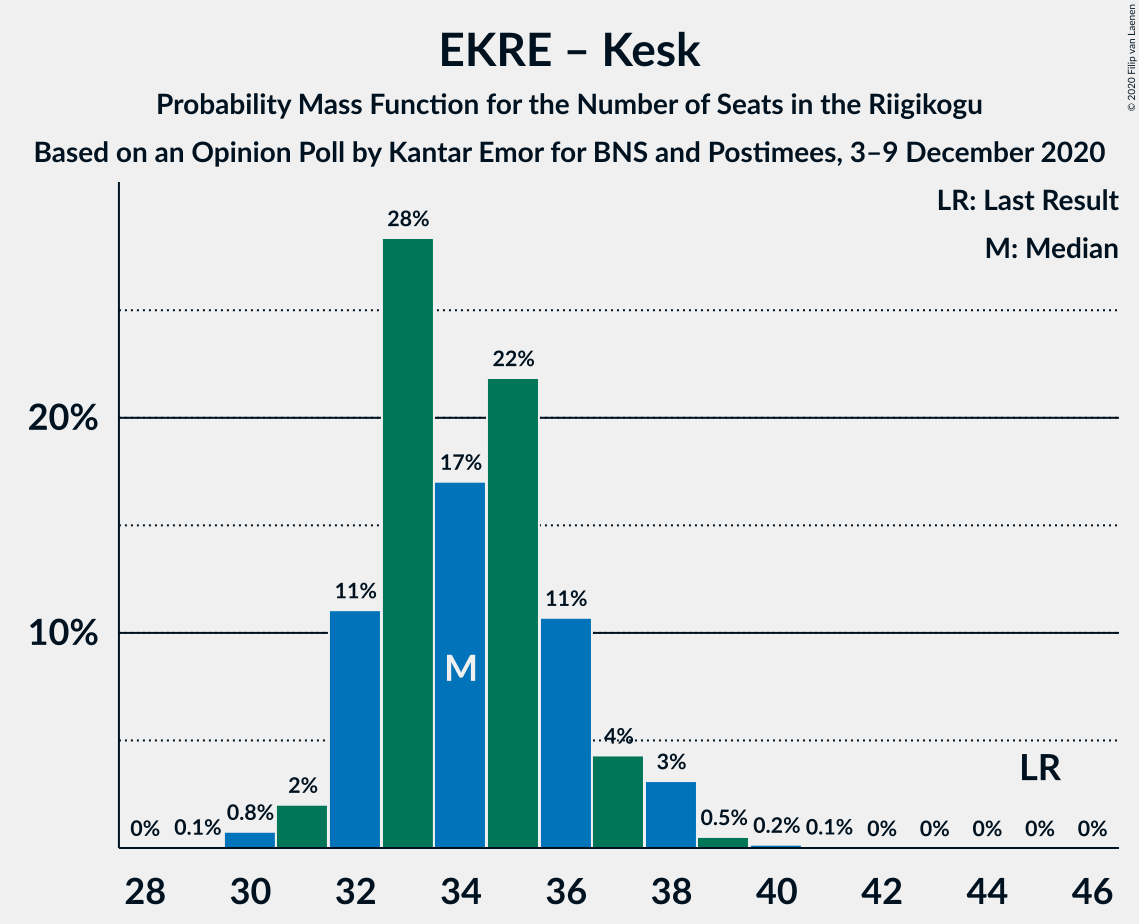 EKRE – Kesk
Probability Mass Function for the Number of Seats in the Riigikogu
Based on an Opinion Poll by Kantar Emor for BNS and Postimees, 3–9 December 2020
© 2020 Filip van Laenen
LR: Last Result
M: Median
28%
22%
20%
17%
11%
11%
10%
M
4%
3%
LR
2%
0% 0.1% 0.8% 0.5% 0.2% 0.1% 0% 0% 0% 0% 0%
28 30 32 34 36 38 40 42 44 46